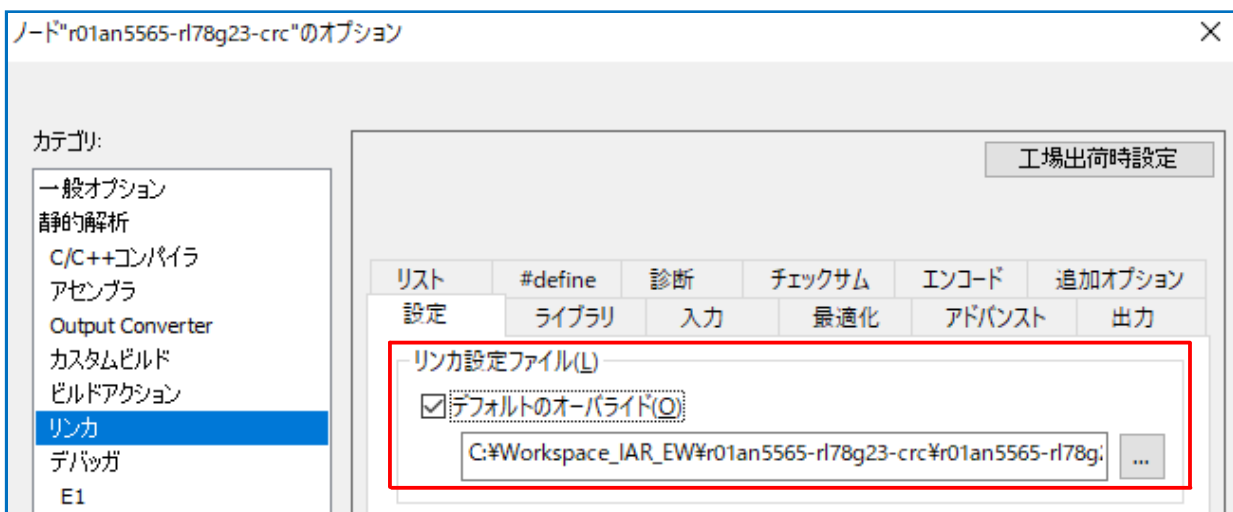 ノード"r01an5565-rl78g23-crc"のオプション
カテゴリ:
一般オプション
静的解析
C/C++コンパイラ
アセンブラ
Output Converter
カスタムビルド
ビルドアクション
リンカ
デバッガ
E1
工場出荷時設定
リスト #define 診断 チェックサム エンコード 追加オプション
設定 ライブラリ 入力 最適化 アドバンスト 出力
リンカ設定ファイル(L)
デフォルトのオーバライド(O)
C:¥Workspace_IAR_EW¥r01an5565-rl78g23-crc¥r01an5565-rl78g2
...